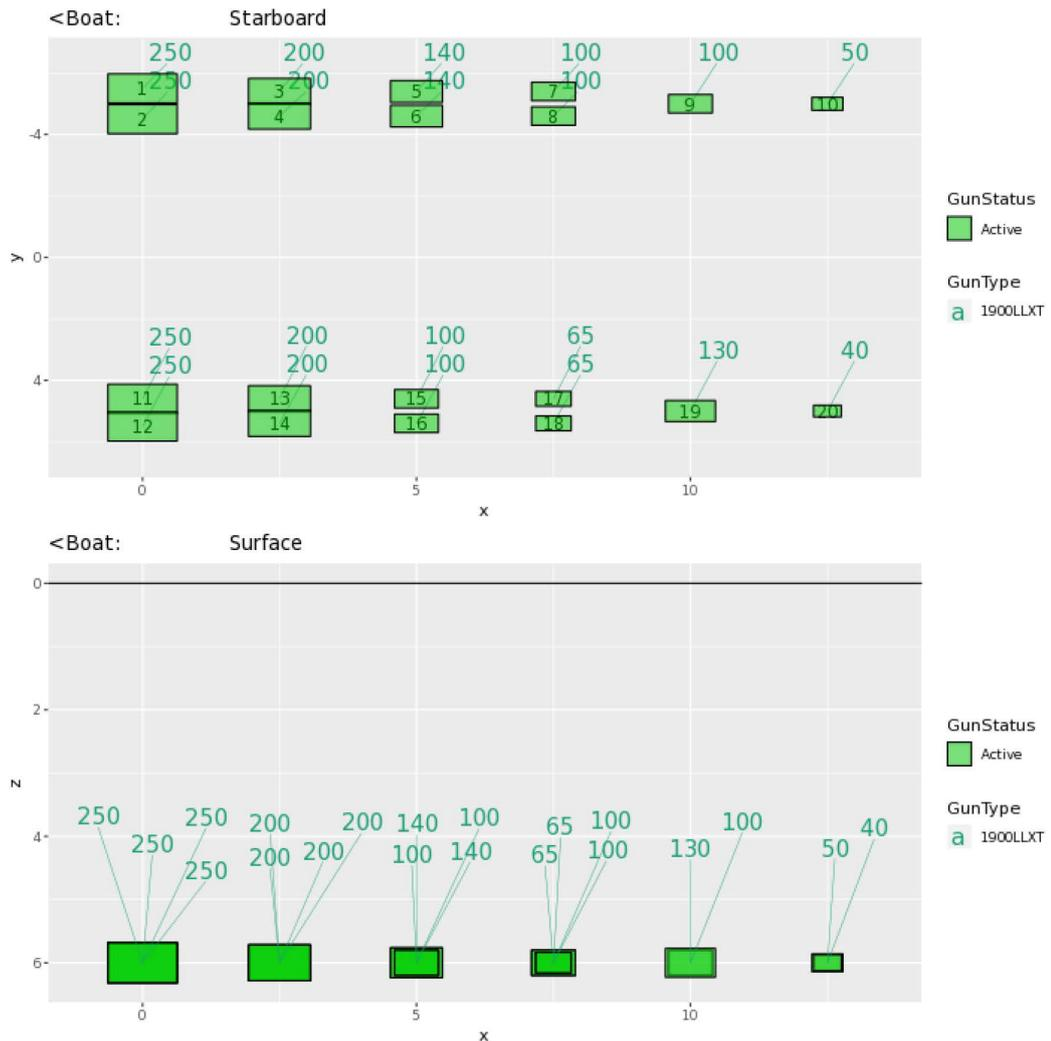 <Boat: Starboard
250 200 140 100 100 50
250 200 140 100
1 3 5 7 9 10
2 4 6 8
-4
y 0
250 200 100 65 130 40
250 200 100 65
4
11 13 15 17 19 20
12 14 16 18
0 5 10
x
GunStatus
Active
GunType
a 1900LLXT
<Boat: Surface
0
2
z
250 250 200 200 140 100 65 100 100 40
4
250 250 200 200 100 140 65 100 130 50
6
0 5 10
x
GunStatus
Active
GunType
a 1900LLXT